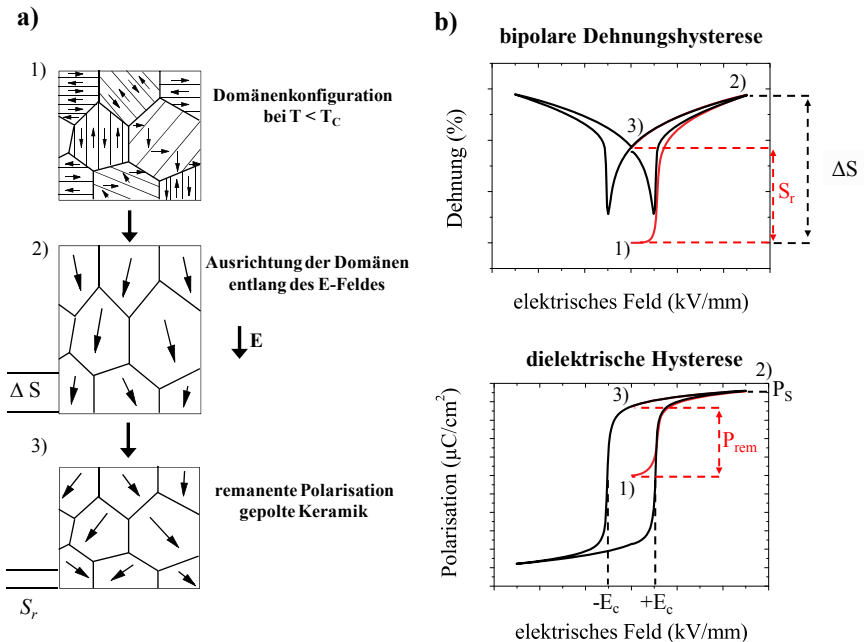 a)
1)
Domänenkonfiguration
bei T < T_C
2)
Ausrichtung der Domänen
entlang des E-Feldes
E
Δ S
3)
remanente Polarisation
gepolte Keramik
S_r
b)
bipolare Dehnungshysterese
2)
3)
Dehnung (%)
S_r
ΔS
1)
elektrisches Feld (kV/mm)
dielektrische Hysterese
2)
3)
P_S
Polarisation (µC/cm²)
P_rem
1)
-E_c
+E_c
elektrisches Feld (kV/mm)